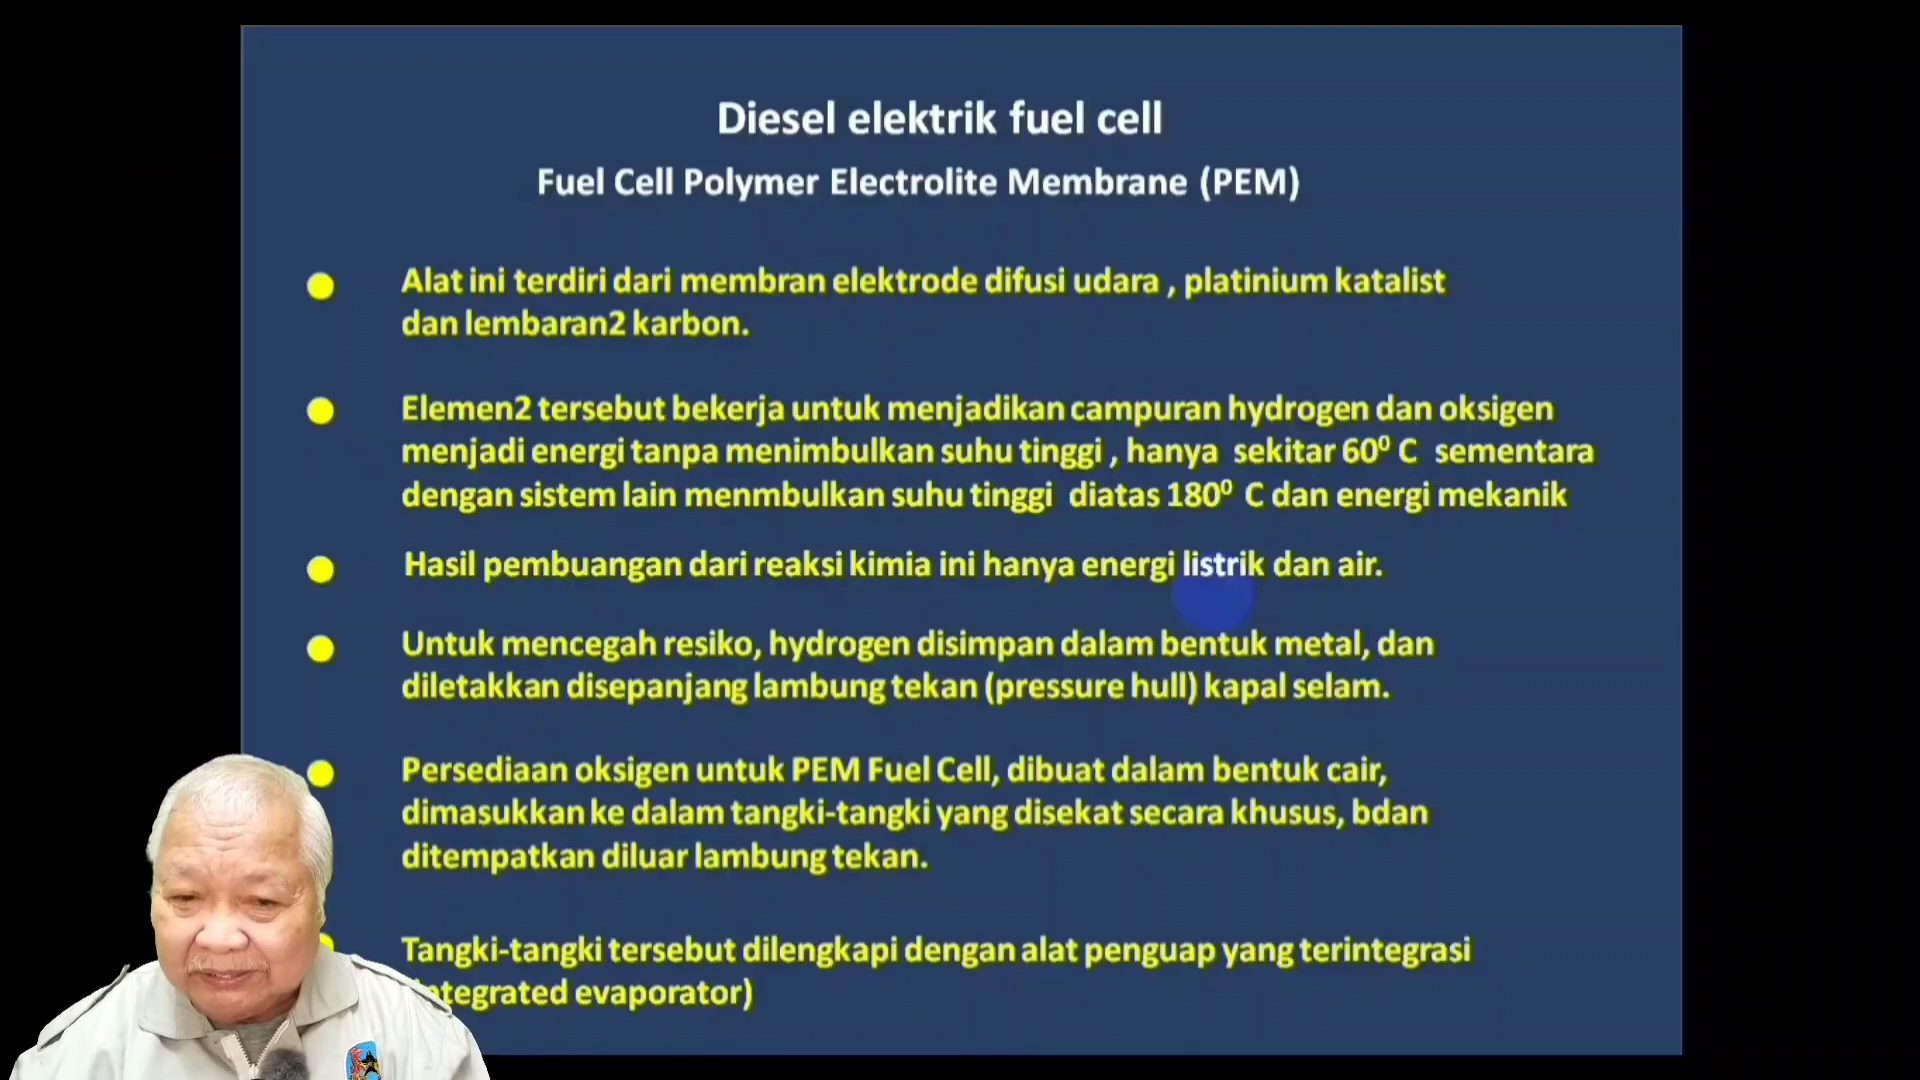 Diesel elektrik fuel cell
Fuel Cell Polymer Electrolite Membrane (PEM)
Alat ini terdiri dari membran elektrode difusi udara , platinium katalist
dan lembaran2 karbon.
Elemen2 tersebut bekerja untuk menjadikan campuran hydrogen dan oksigen
menjadi energi tanpa menimbulkan suhu tinggi , hanya sekitar 60⁰ C sementara
dengan sistem lain menmbulkan suhu tinggi diatas 180⁰ C dan energi mekanik
Hasil pembuangan dari reaksi kimia ini hanya energi listrik dan air.
Untuk mencegah resiko, hydrogen disimpan dalam bentuk metal, dan
diletakkan disepanjang lambung tekan (pressure hull) kapal selam.
Persediaan oksigen untuk PEM Fuel Cell, dibuat dalam bentuk cair,
dimasukkan ke dalam tangki-tangki yang disekat secara khusus, bdan
ditempatkan diluar lambung tekan.
Tangki-tangki tersebut dilengkapi dengan alat penguap yang terintegrasi
evaporator)